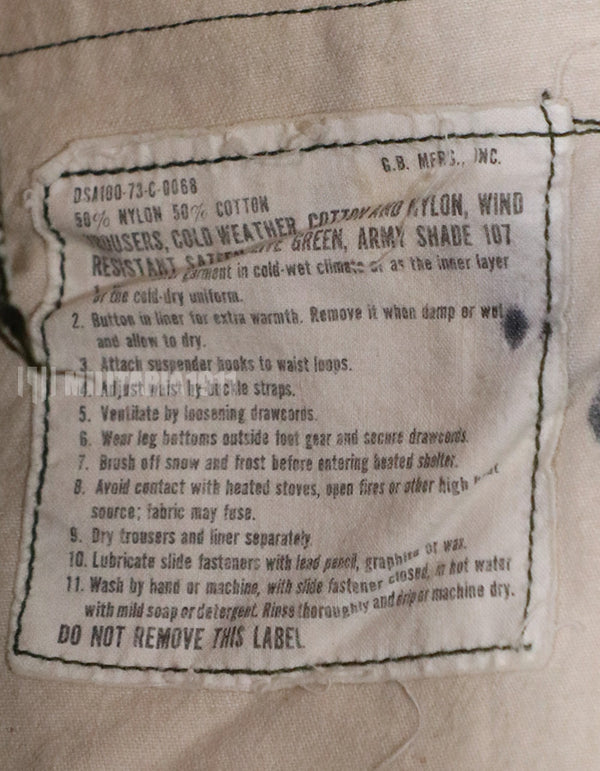 G.B. MFRS., INC.
DSA100-73-C-0068
50% NYLON 50% COTTON
TROUSERS, COLD WEATHER, COTTON AND NYLON, WIND
RESISTANT SATEEN GREEN, ARMY SHADE 107
garment in cold-wet climate or as the inner layer
of the cold-dry uniform.
2. Button in liner for extra warmth. Remove it when damp or wet
and allow to dry.
3. Attach suspender hooks to waist loops.
4. Adjust waist by buckle straps.
5. Ventilate by loosening drawcords.
6. Wear leg bottoms outside foot gear and secure drawcords.
7. Brush off snow and frost before entering heated shelter.
8. Avoid contact with heated stoves, open fires or other high heat
source; fabric may fuse.
9. Dry trousers and liner separately.
10. Lubricate slide fasteners with lead pencil, graphite or wax.
11. Wash by hand or machine, with slide fastener closed, in hot water
with mild soap or detergent. Rinse thoroughly and drip or machine dry.
DO NOT REMOVE THIS LABEL